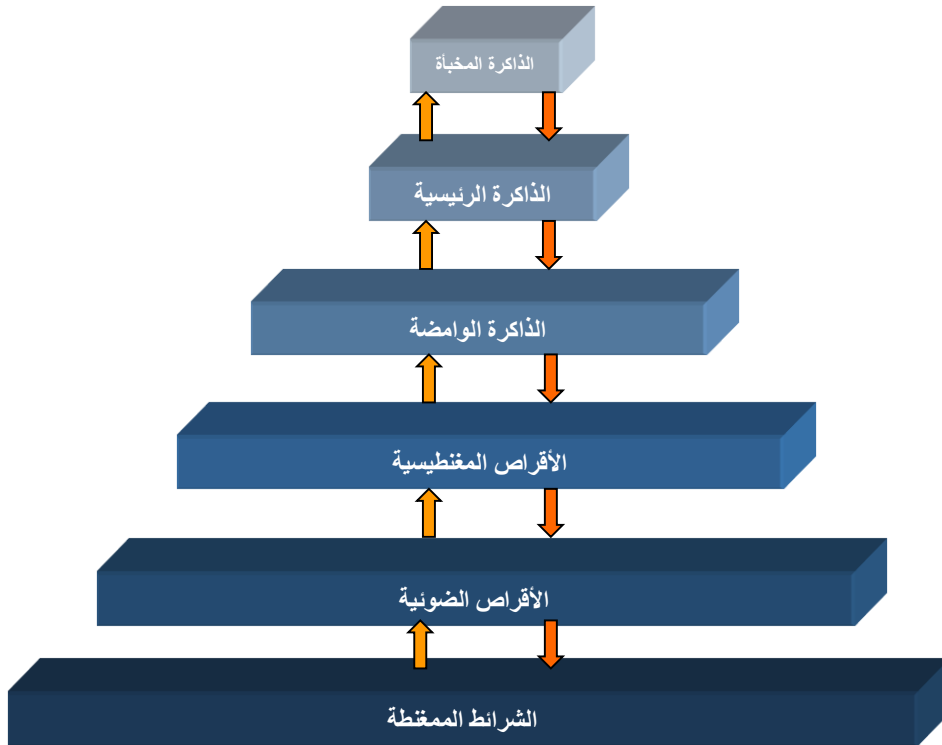 الذاكرة المخبأة
الذاكرة الرئيسية
الذاكرة الوامضة
الأقراص المغنطيسية
الأقراص الضوئية
الشرائط الممغنطة